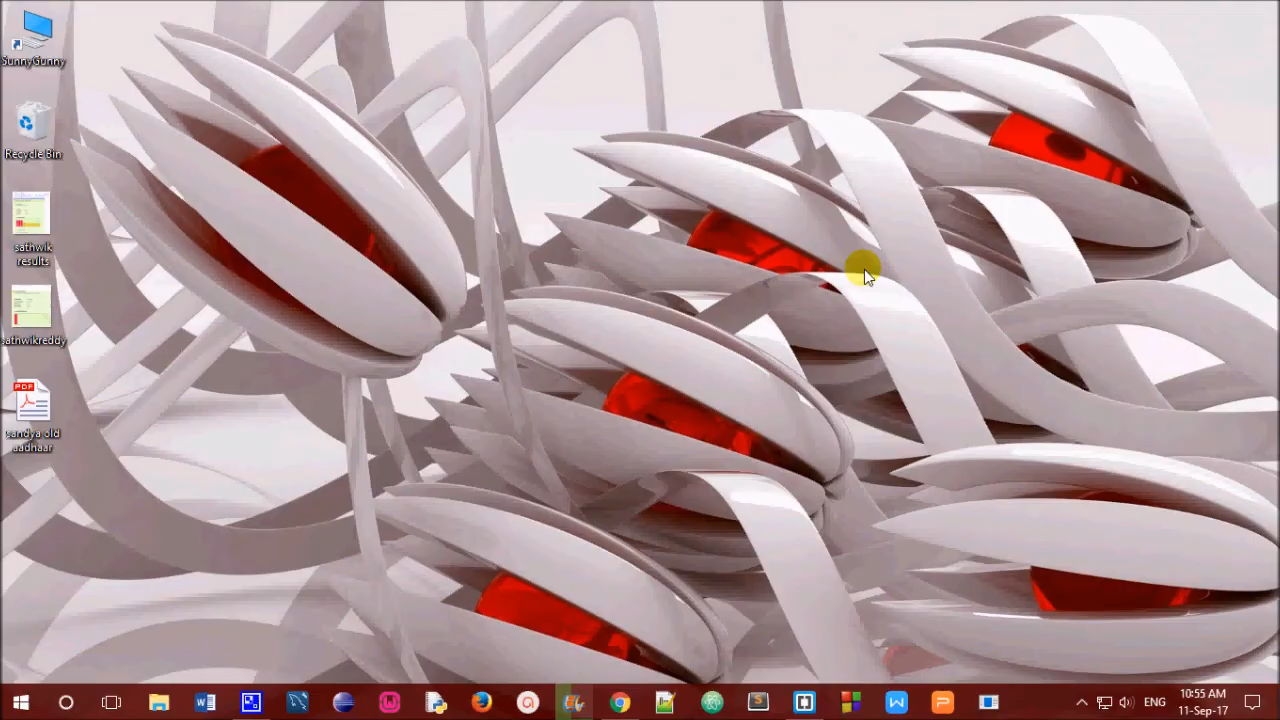 SunnyGunny
Recycle Bin
sathwik
results
sathwikreddy
PDF
sandya old
aadhaar
ENG
10:55 AM
11-Sep-17